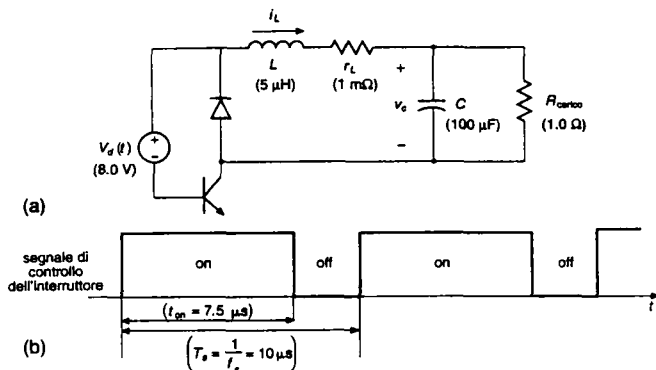 i_L
L
(5 μH)
r_L
(1 mΩ)
+
v_c
−
C
(100 μF)
R_carico
(1.0 Ω)
V_d (t)
(8.0 V)
+
−
(a)
segnale di
controllo
dell'interruttore
on
off
on
off
t
(t_on = 7.5 μs)
(T_s = 1/f_s = 10 μs)
(b)